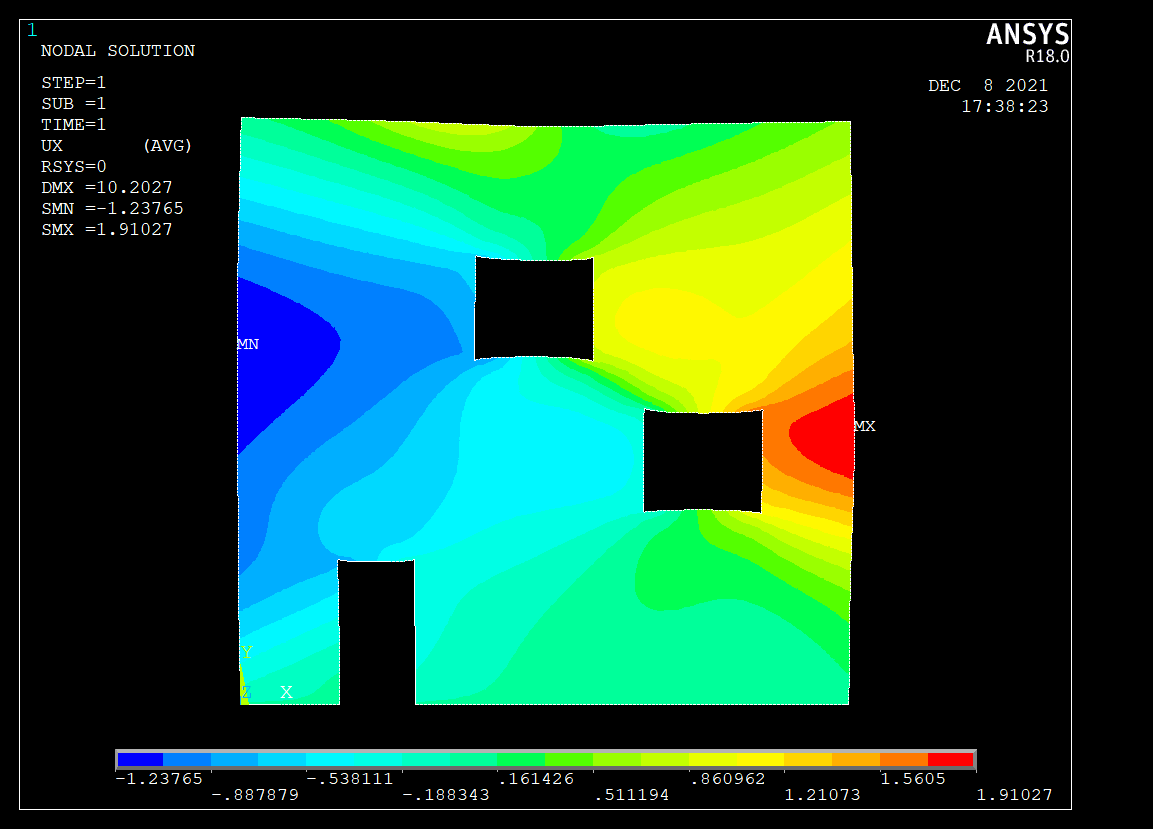 1
ANSYS
R18.0
NODAL SOLUTION
STEP=1
SUB =1
TIME=1
UX (AVG)
RSYS=0
DMX =10.2027
SMN =-1.23765
SMX =1.91027
DEC 8 2021
17:38:23
MN
MX
Y
Z X
-1.23765 -.538111 .161426 .860962 1.5605
-.887879 -.188343 .511194 1.21073 1.91027